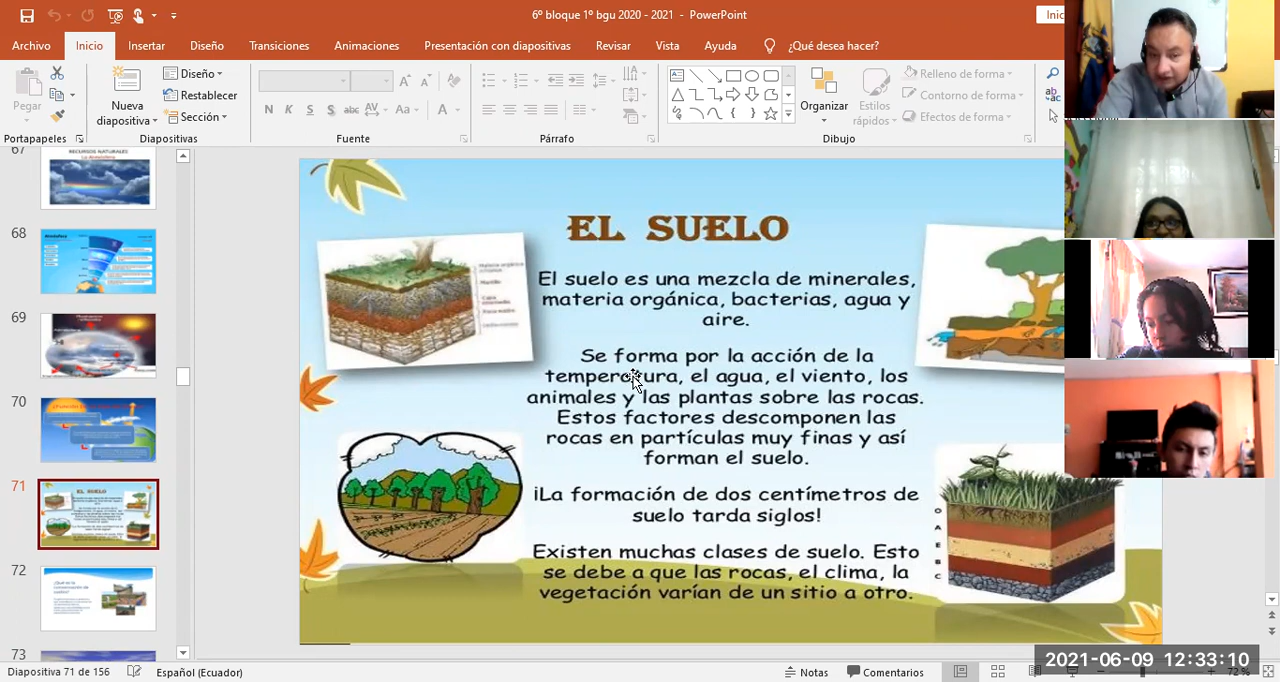 6º bloque 1º bgu 2020 - 2021 - PowerPoint
Inic
Archivo
Inicio
Insertar
Diseño
Transiciones
Animaciones
Presentación con diapositivas
Revisar
Vista
Ayuda
¿Qué desea hacer?
Pegar
Nueva
diapositiva
Diseño
Restablecer
Sección
N K S S abc AV Aa A
Organizar
Estilos
rápidos
Relleno de forma
Contorno de forma
Efectos de forma
Portapapeles
Diapositivas
Fuente
Párrafo
Dibujo
67
RECURSOS NATURALES
68
69
70
71
72
73
EL SUELO
El suelo es una mezcla de minerales,
materia orgánica, bacterias, agua y
aire.
Se forma por la acción de la
temperatura, el agua, el viento, los
animales y las plantas sobre las rocas.
Estos factores descomponen las
rocas en partículas muy finas y así
forman el suelo.
¡La formación de dos centímetros de
suelo tarda siglos!
Existen muchas clases de suelo. Esto
se debe a que las rocas, el clima, la
vegetación varían de un sitio a otro.
O
A
E
B
C
Diapositiva 71 de 156
Español (Ecuador)
Notas
Comentarios
72 %
2021-06-09 12:33:10